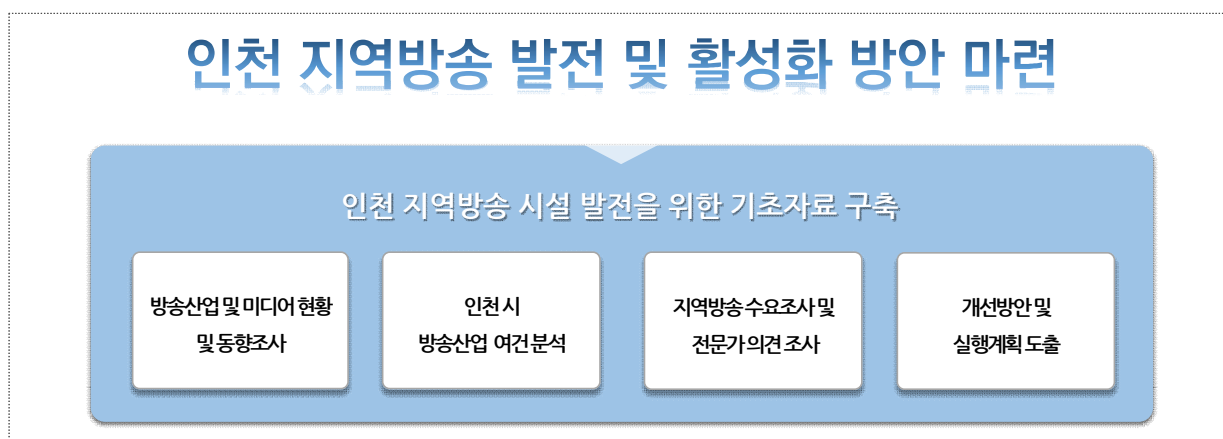 인천 지역방송 발전 및 활성화 방안 마련
인천 지역방송 시설 발전을 위한 기초자료 구축
방송산업 및 미디어 현황
및 동향조사
인천 시
방송산업 여건 분석
지역방송 수요조사 및
전문가 의견 조사
개선방안 및
실행계획 도출